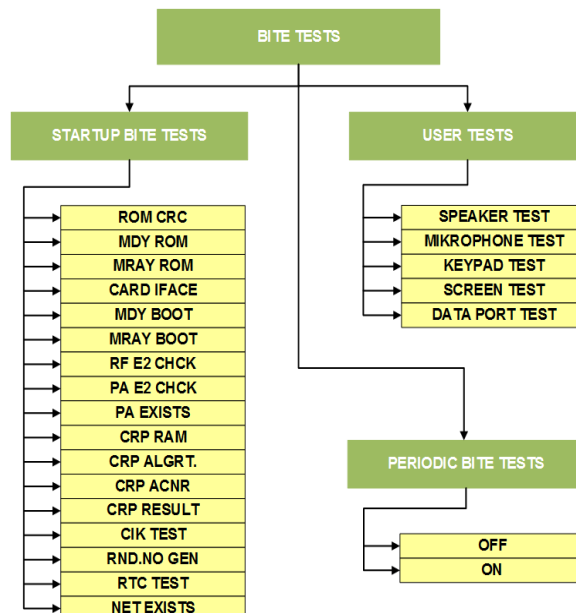 BITE TESTS
STARTUP BITE TESTS
ROM CRC
MDY ROM
MRAY ROM
CARD IFACE
MDY BOOT
MRAY BOOT
RF E2 CHCK
PA E2 CHCK
PA EXISTS
CRP RAM
CRP ALGRT.
CRP ACNR
CRP RESULT
CIK TEST
RND.NO GEN
RTC TEST
NET EXISTS
USER TESTS
SPEAKER TEST
MIKROPHONE TEST
KEYPAD TEST
SCREEN TEST
DATA PORT TEST
PERIODIC BITE TESTS
OFF
ON